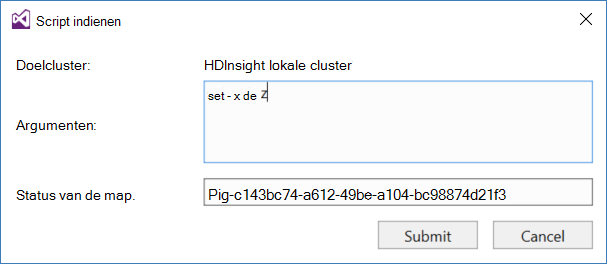 Script indienen
Doelcluster: HDInsight lokale cluster
set - x de z
Argumenten:
Status van de map. Pig-c143bc74-a612-49be-a104-bc98874d21f3
Submit Cancel